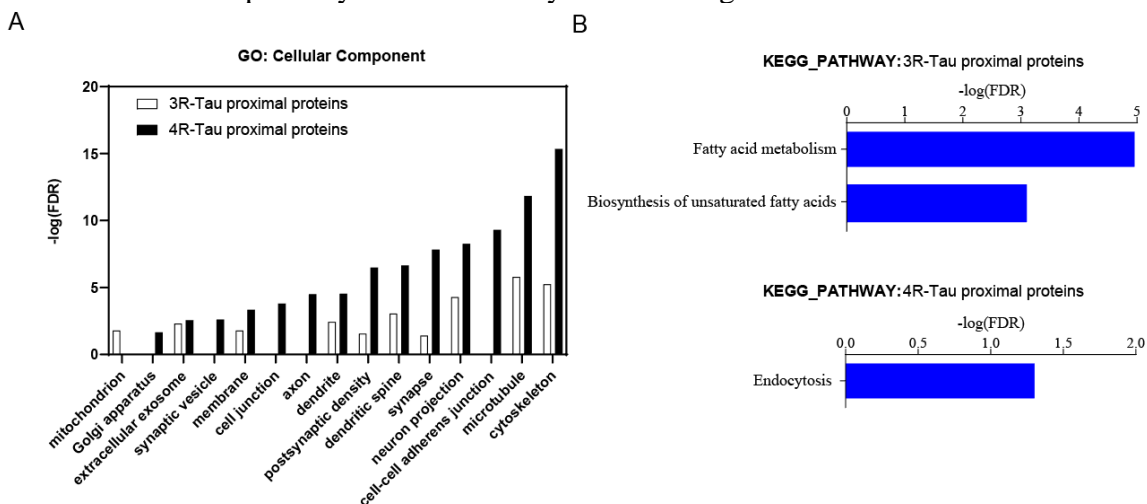 A
GO: Cellular Component
20
15
10
5
0
-log(FDR)
3R-Tau proximal proteins
4R-Tau proximal proteins
mitochondrion
Golgi apparatus
extracellular exosome
synaptic vesicle
membrane
cell junction
axon
dendrite
postsynaptic density
dendritic spine
synapse
neuron projection
cell-cell adherens junction
microtubule
cytoskeleton
B
KEGG_PATHWAY: 3R-Tau proximal proteins
-log(FDR)
0 1 2 3 4 5
Fatty acid metabolism
Biosynthesis of unsaturated fatty acids
KEGG_PATHWAY: 4R-Tau proximal proteins
-log(FDR)
0.0 0.5 1.0 1.5 2.0
Endocytosis